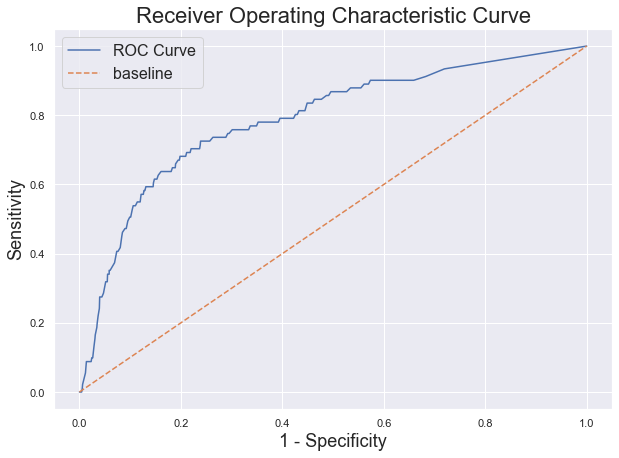 Receiver Operating Characteristic Curve
ROC Curve
baseline
Sensitivity
1.0
0.8
0.6
0.4
0.2
0.0
0.0 0.2 0.4 0.6 0.8 1.0
1 - Specificity